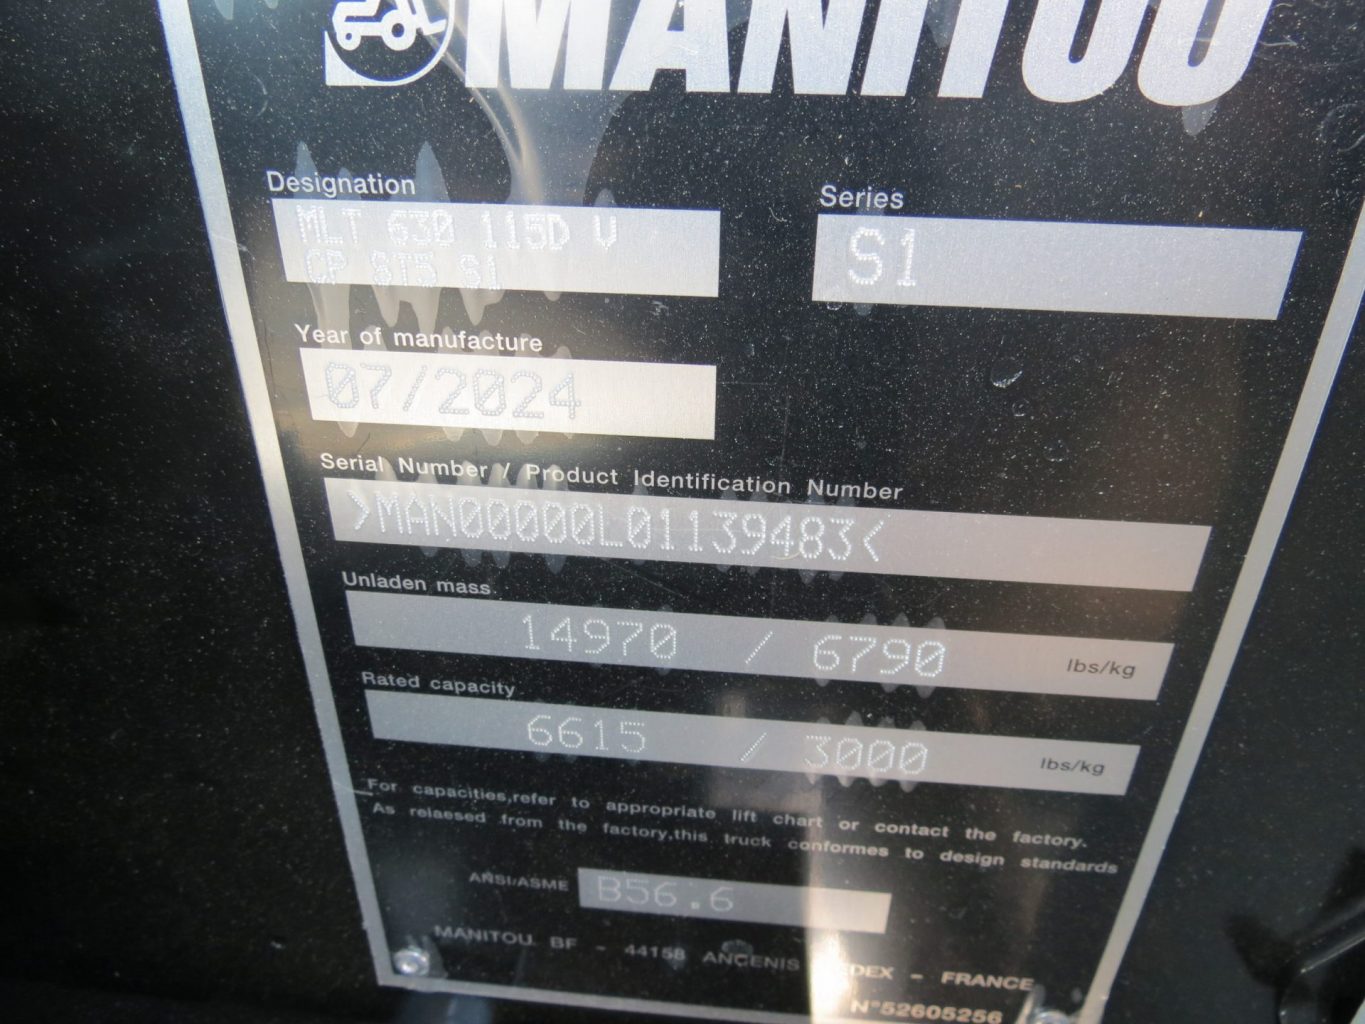 MANITOU
Designation
MLT 630 115D V
CP ST5 S1
Series
S1
Year of manufacture
07/2024
Serial Number / Product Identification Number
>MAN00000L01139483<
Unladen mass
14970 / 6790 lbs/kg
Rated capacity
6615 / 3000 lbs/kg
For capacities,refer to appropriate lift chart or contact the factory.
As relaesed from the factory,this truck conformes to design standards
ANSI/ASME B56.6
MANITOU BF - 44158 ANCENIS CEDEX - FRANCE
N°52605256